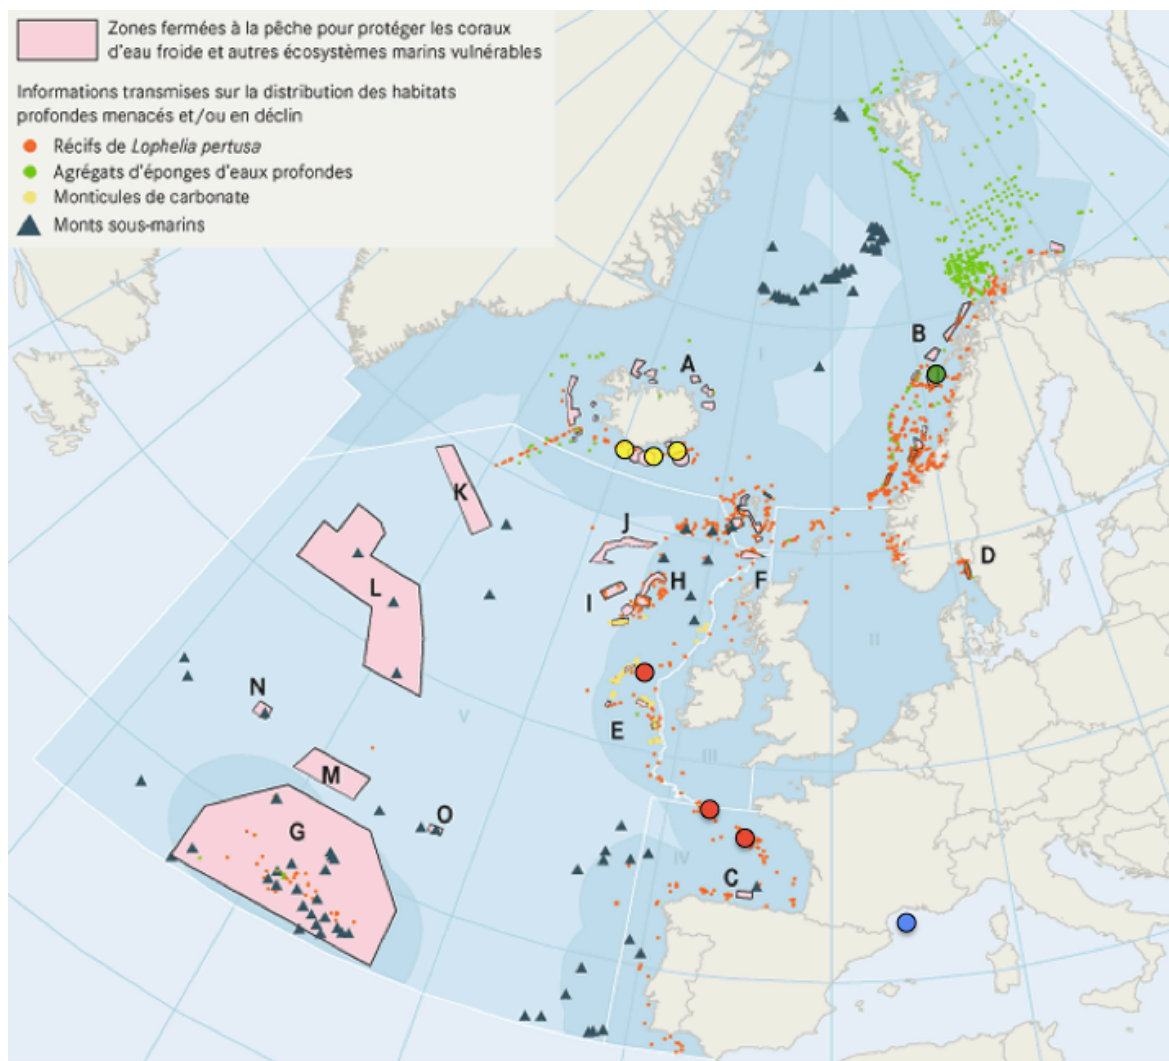 Zones fermées à la pêche pour protéger les coraux
d'eau froide et autres écosystèmes marins vulnérables
Informations transmises sur la distribution des habitats
profondes menacés et/ou en déclin
Récifs de Lophelia pertusa
Agrégats d'éponges d'eaux profondes
Monticules de carbonate
Monts sous-marins
I
B
A
K
J
D
F
H
L
I
II
N
V
E
M
III
O
G
IV
C